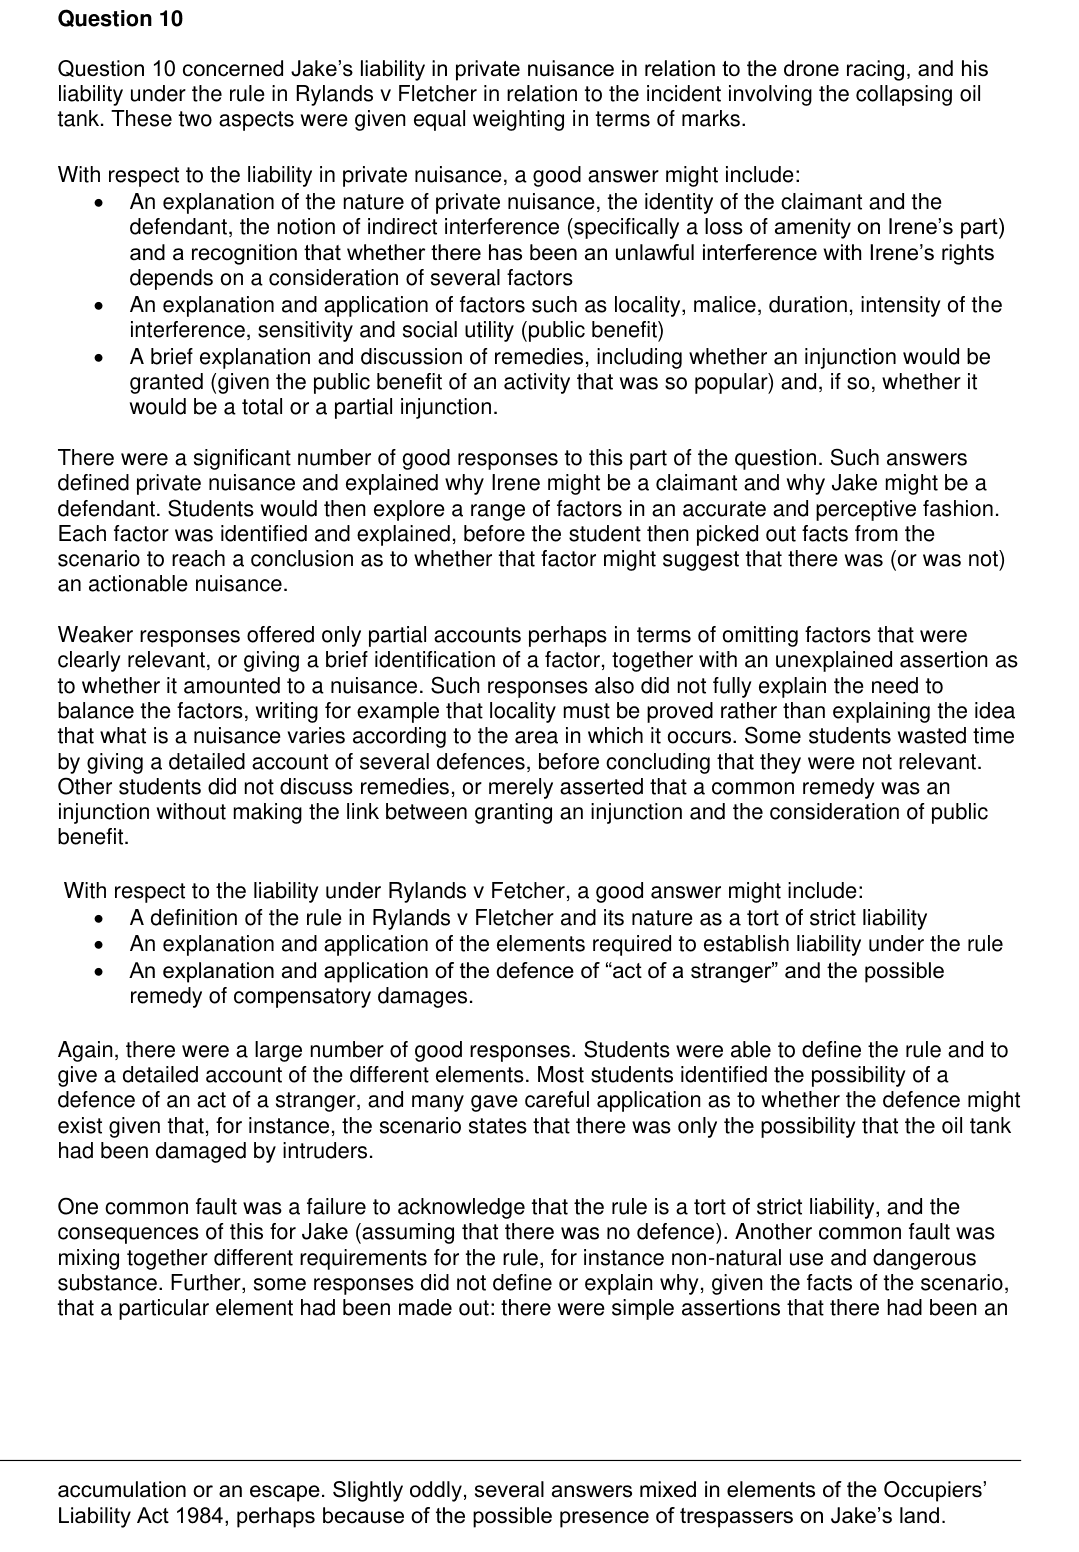 Question 10
Question 10 concerned Jake’s liability in private nuisance in relation to the drone racing, and his
liability under the rule in Rylands v Fletcher in relation to the incident involving the collapsing oil
tank. These two aspects were given equal weighting in terms of marks.
With respect to the liability in private nuisance, a good answer might include:
• An explanation of the nature of private nuisance, the identity of the claimant and the
defendant, the notion of indirect interference (specifically a loss of amenity on Irene’s part)
and a recognition that whether there has been an unlawful interference with Irene’s rights
depends on a consideration of several factors
• An explanation and application of factors such as locality, malice, duration, intensity of the
interference, sensitivity and social utility (public benefit)
• A brief explanation and discussion of remedies, including whether an injunction would be
granted (given the public benefit of an activity that was so popular) and, if so, whether it
would be a total or a partial injunction.
There were a significant number of good responses to this part of the question. Such answers
defined private nuisance and explained why Irene might be a claimant and why Jake might be a
defendant. Students would then explore a range of factors in an accurate and perceptive fashion.
Each factor was identified and explained, before the student then picked out facts from the
scenario to reach a conclusion as to whether that factor might suggest that there was (or was not)
an actionable nuisance.
Weaker responses offered only partial accounts perhaps in terms of omitting factors that were
clearly relevant, or giving a brief identification of a factor, together with an unexplained assertion as
to whether it amounted to a nuisance. Such responses also did not fully explain the need to
balance the factors, writing for example that locality must be proved rather than explaining the idea
that what is a nuisance varies according to the area in which it occurs. Some students wasted time
by giving a detailed account of several defences, before concluding that they were not relevant.
Other students did not discuss remedies, or merely asserted that a common remedy was an
injunction without making the link between granting an injunction and the consideration of public
benefit.
With respect to the liability under Rylands v Fetcher, a good answer might include:
• A definition of the rule in Rylands v Fletcher and its nature as a tort of strict liability
• An explanation and application of the elements required to establish liability under the rule
• An explanation and application of the defence of “act of a stranger” and the possible
remedy of compensatory damages.
Again, there were a large number of good responses. Students were able to define the rule and to
give a detailed account of the different elements. Most students identified the possibility of a
defence of an act of a stranger, and many gave careful application as to whether the defence might
exist given that, for instance, the scenario states that there was only the possibility that the oil tank
had been damaged by intruders.
One common fault was a failure to acknowledge that the rule is a tort of strict liability, and the
consequences of this for Jake (assuming that there was no defence). Another common fault was
mixing together different requirements for the rule, for instance non-natural use and dangerous
substance. Further, some responses did not define or explain why, given the facts of the scenario,
that a particular element had been made out: there were simple assertions that there had been an
accumulation or an escape. Slightly oddly, several answers mixed in elements of the Occupiers’
Liability Act 1984, perhaps because of the possible presence of trespassers on Jake’s land.